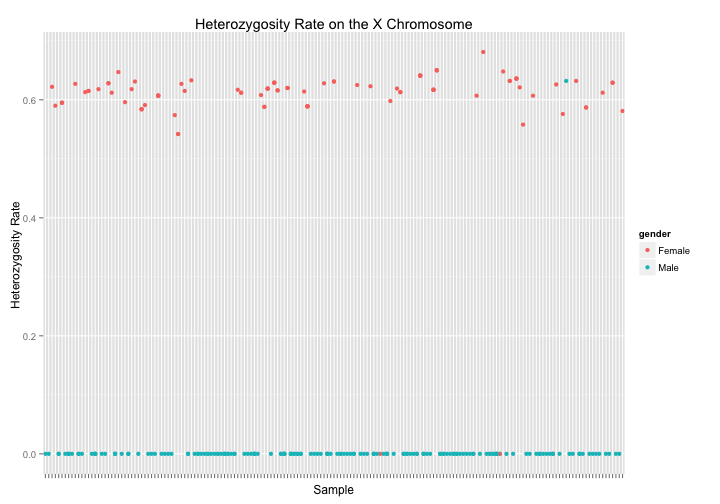 Heterozygosity Rate on the X Chromosome
Heterozygosity Rate
0.6
0.4
0.2
0.0
Sample
gender
Female
Male